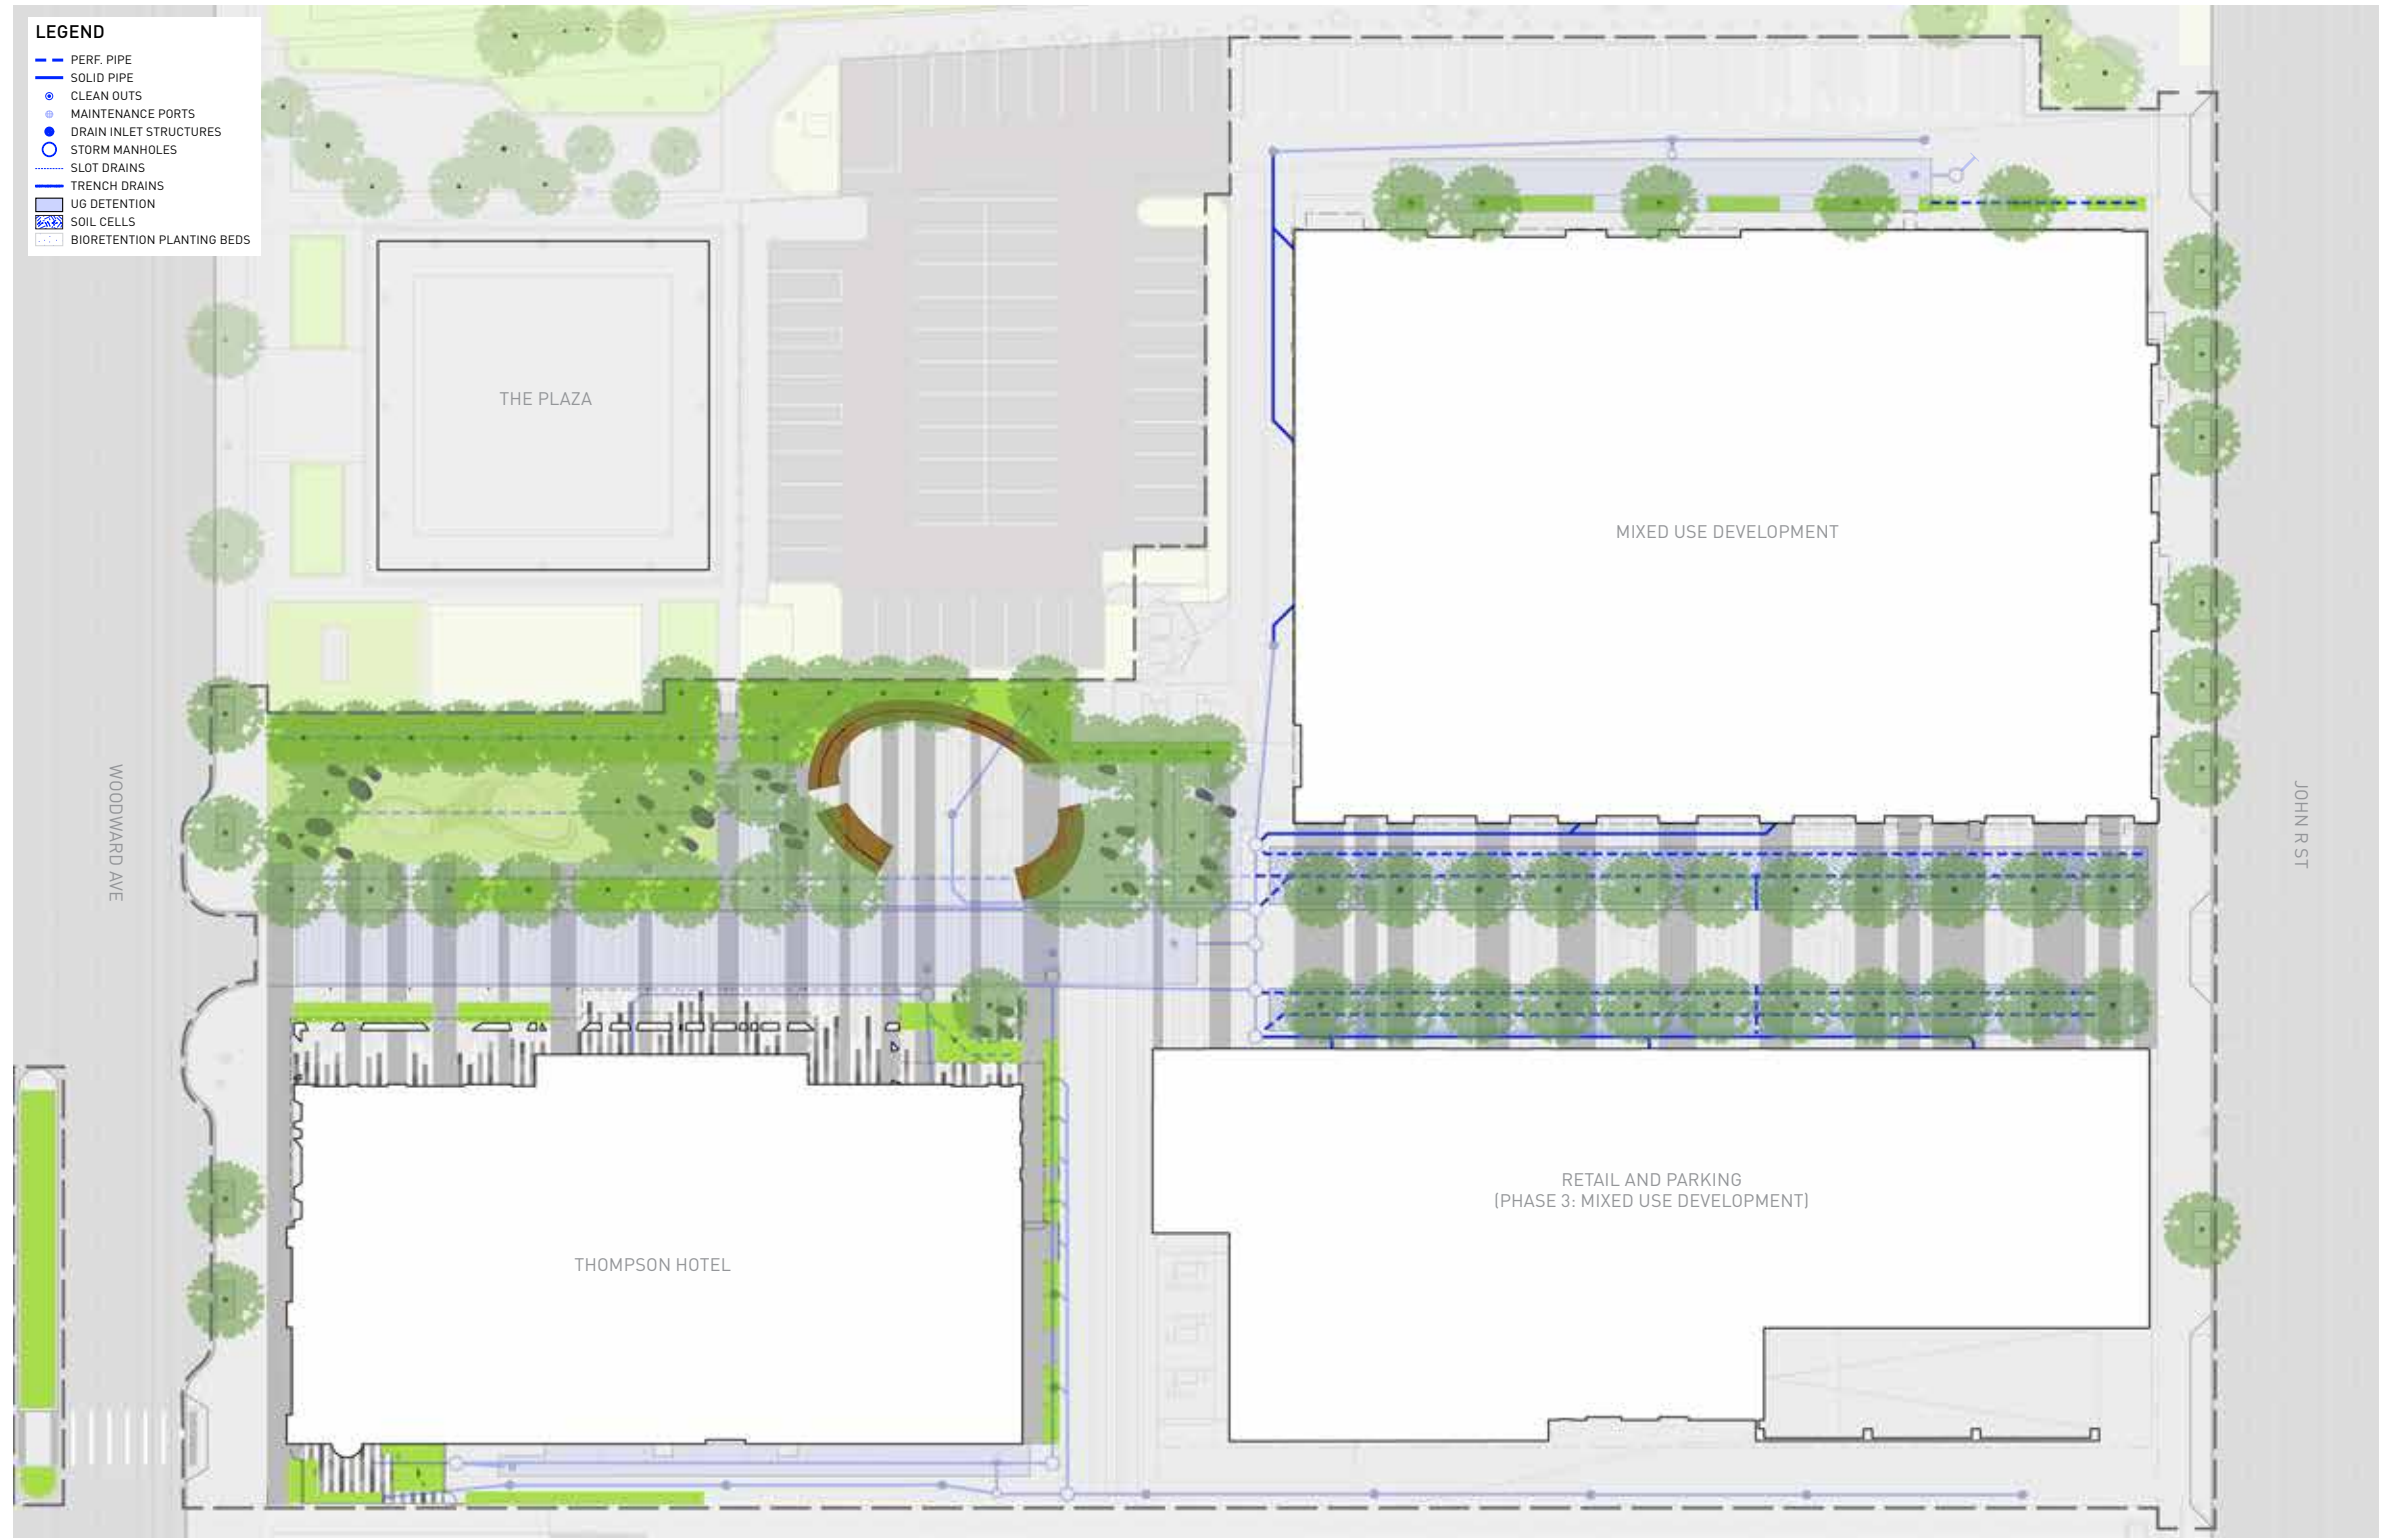 LEGEND
PERF. PIPE
SOLID PIPE
CLEAN OUTS
MAINTENANCE PORTS
DRAIN INLET STRUCTURES
STORM MANHOLES
SLOT DRAINS
TRENCH DRAINS
UG DETENTION
SOIL CELLS
BIORETENTION PLANTING BEDS
THE PLAZA
MIXED USE DEVELOPMENT
WOODWARD AVE
JOHN R ST
RETAIL AND PARKING
(PHASE 3: MIXED USE DEVELOPMENT)
THOMPSON HOTEL